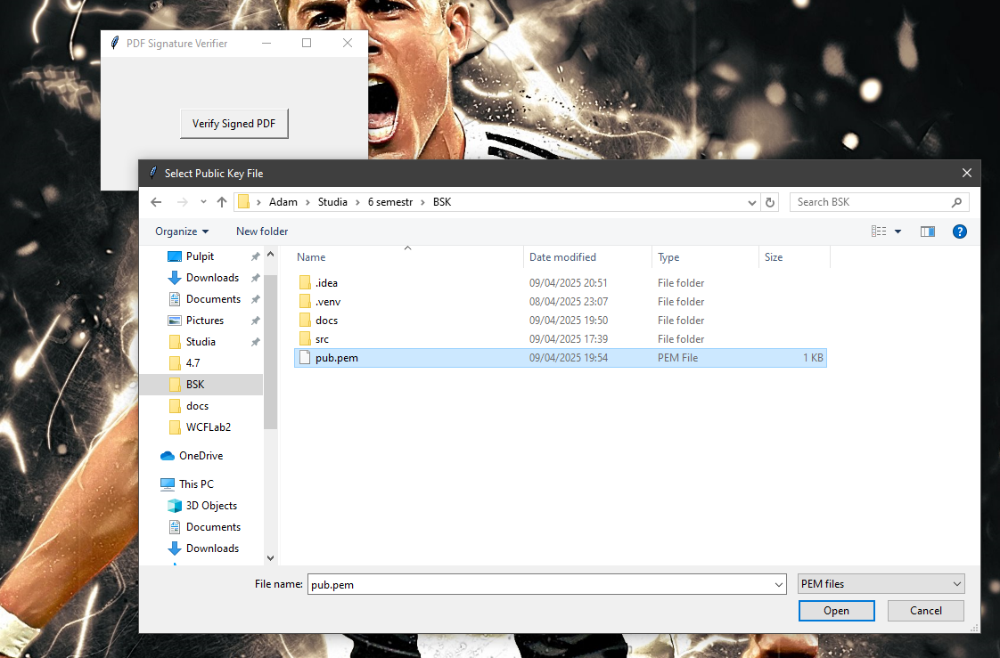 PDF Signature Verifier
Verify Signed PDF
Select Public Key File
Adam > Studia > 6 semestr > BSK
Search BSK
Organize
New folder
?
Pulpit
Downloads
Documents
Pictures
Studia
4.7
BSK
docs
WCFLab2
OneDrive
This PC
3D Objects
Documents
Downloads
Name Date modified Type Size
.idea 09/04/2025 20:51 File folder
.venv 08/04/2025 23:07 File folder
docs 09/04/2025 19:50 File folder
src 09/04/2025 17:39 File folder
pub.pem 09/04/2025 19:54 PEM File 1 KB
File name: pub.pem PEM files
Open Cancel